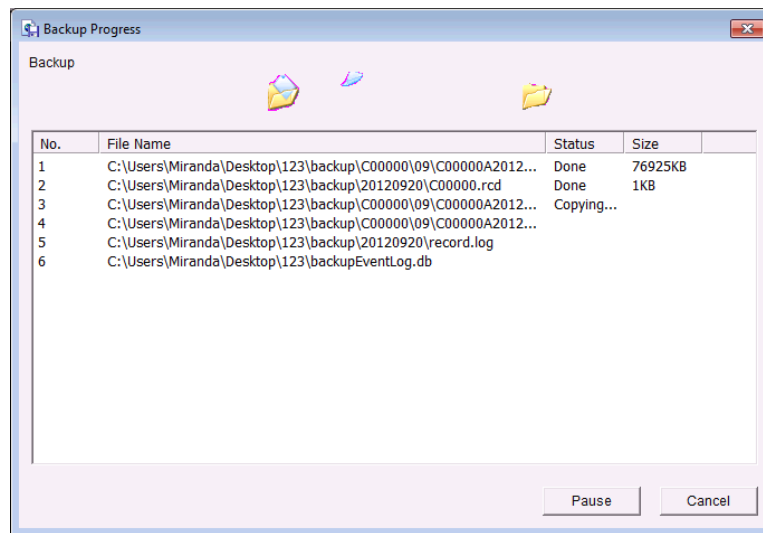 Backup Progress
Backup
No. File Name Status Size
1 C:\Users\Miranda\Desktop\123\backup\C00000\09\C00000A2012... Done 76925KB
2 C:\Users\Miranda\Desktop\123\backup\20120920\C00000.rcd Done 1KB
3 C:\Users\Miranda\Desktop\123\backup\C00000\09\C00000A2012... Copying...
4 C:\Users\Miranda\Desktop\123\backup\C00000\09\C00000A2012...
5 C:\Users\Miranda\Desktop\123\backup\20120920\record.log
6 C:\Users\Miranda\Desktop\123\backupEventLog.db
Pause Cancel